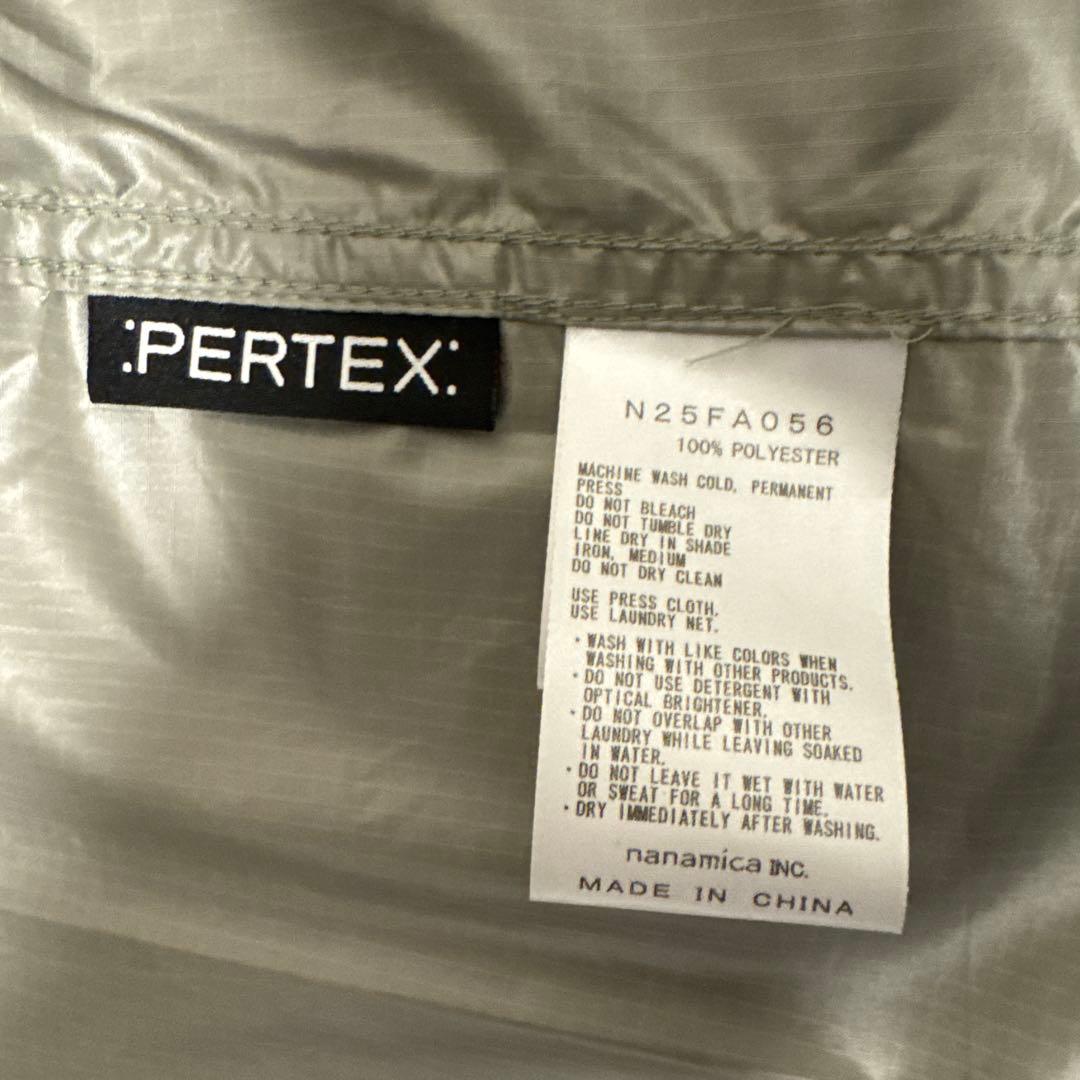 :PERTEX:
N25FA056
100% POLYESTER
MACHINE WASH COLD, PERMANENT
PRESS
DO NOT BLEACH
DO NOT TUMBLE DRY
LINE DRY IN SHADE
IRON, MEDIUM
DO NOT DRY CLEAN
USE PRESS CLOTH.
USE LAUNDRY NET.
・WASH WITH LIKE COLORS WHEN
WASHING WITH OTHER PRODUCTS.
・DO NOT USE DETERGENT WITH
OPTICAL BRIGHTENER.
・DO NOT OVERLAP WITH OTHER
LAUNDRY WHILE LEAVING SOAKED
IN WATER.
・DO NOT LEAVE IT WET WITH WATER
OR SWEAT FOR A LONG TIME.
・DRY IMMEDIATELY AFTER WASHING.
nanamica INC.
MADE IN CHINA